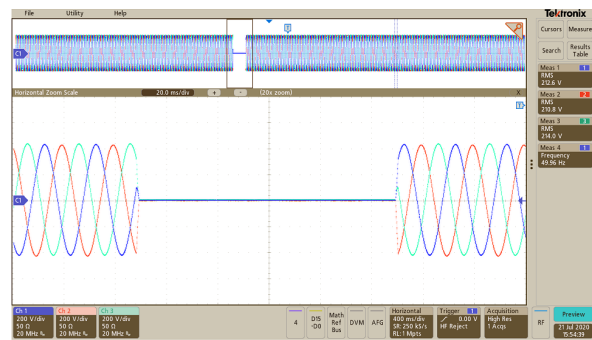 File Utility Help
Tektronix
Cursors Measure
Search Results Table
C1
Meas 1 1
RMS
212.6 V
Meas 2 2
RMS
210.8 V
Meas 3 3
RMS
214.0 V
Meas 4 1
Frequency
49.96 Hz
Horizontal Zoom Scale 20.0 ms/div + - (20x zoom) X
T
C1
Ch 1
200 V/div
50 Ω
20 MHz
Ch 2
200 V/div
50 Ω
20 MHz
Ch 3
200 V/div
50 Ω
20 MHz
4
D15
-D0
Math
Ref
Bus
DVM
AFG
Horizontal
400 ms/div
SR: 250 kS/s
RL: 1 Mpts
Trigger 1
0.00 V
HF Reject
Acquisition
High Res
1 Acqs
RF
Preview
21 Jul 2020
15:54:39